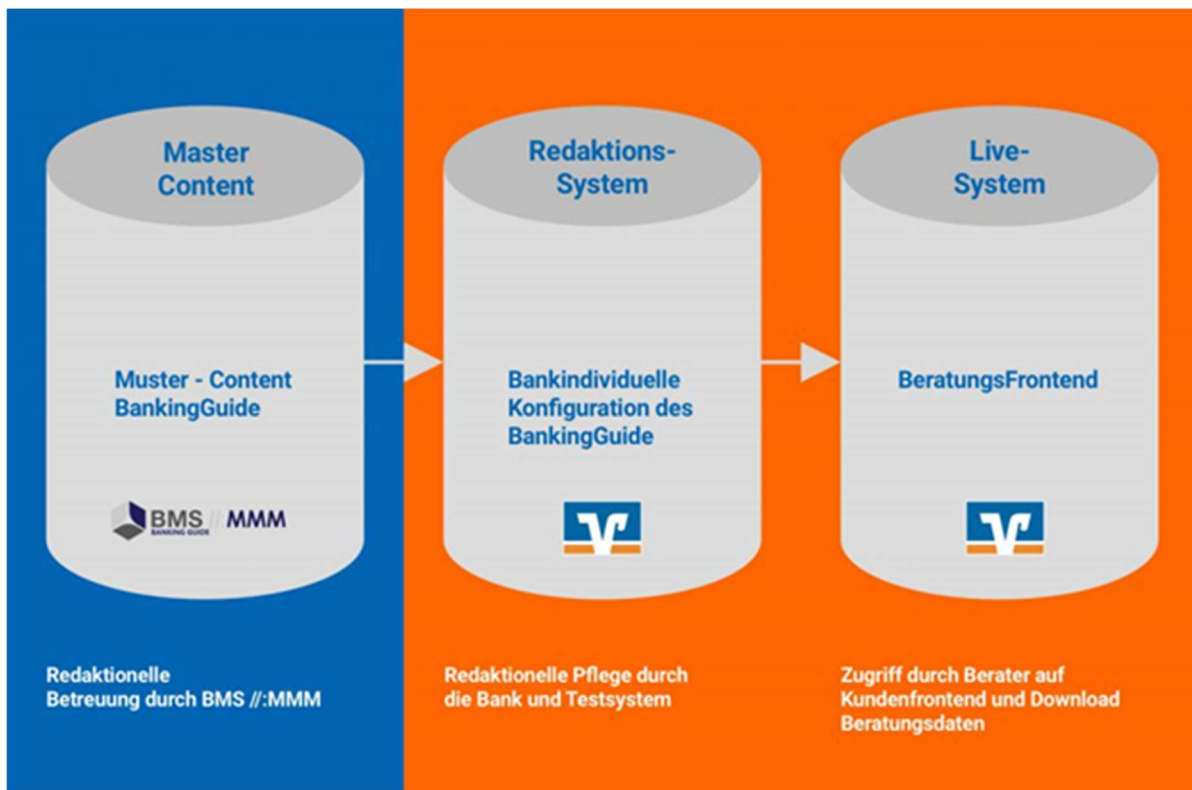 Master
Content
Muster - Content
BankingGuide
BMS //:MMM
BANKING GUIDE
Redaktionelle
Betreuung durch BMS //:MMM
Redaktions-
System
Bankindividuelle
Konfiguration des
BankingGuide
Redaktionelle Pflege durch
die Bank und Testsystem
Live-
System
BeratungsFrontend
Zugriff durch Berater auf
Kundenfrontend und Download
Beratungsdaten